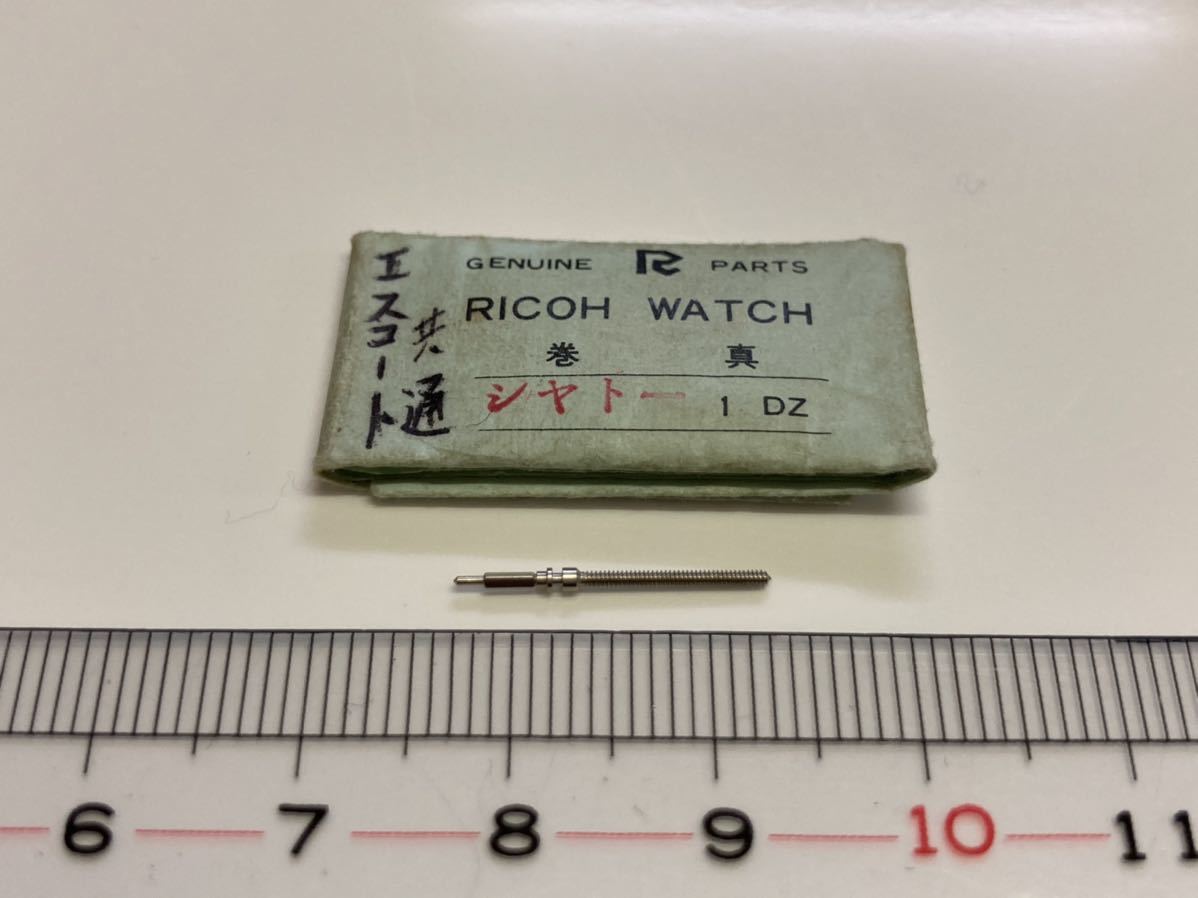 エスコート
共通
GENUINE R PARTS
RICOH WATCH
巻 真
シヤトー 1 DZ
6 7 8 9 10 11